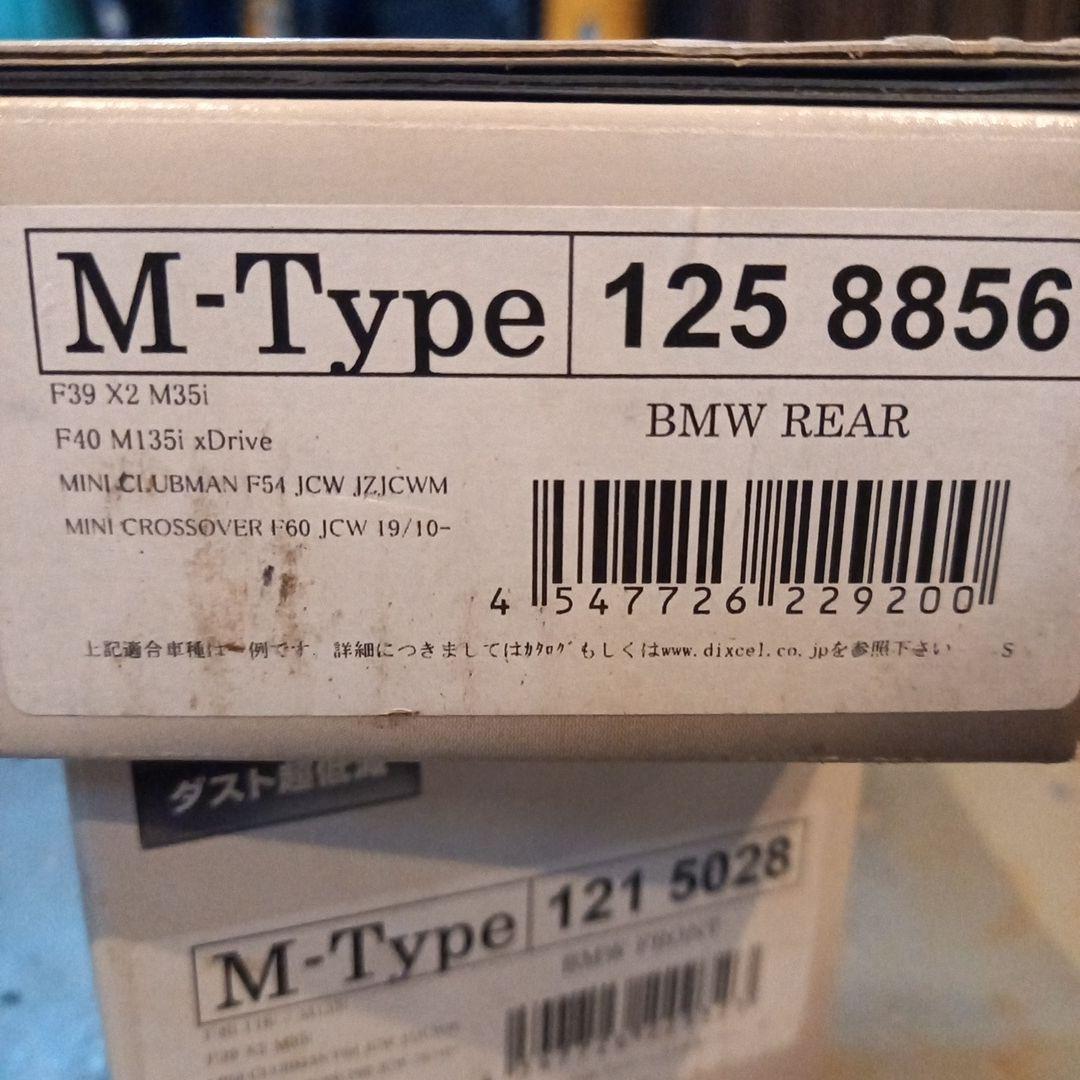 M-Type 125 8856
F39 X2 M35i
BMW REAR
F40 M135i xDrive
MINI CLUBMAN F54 JCW JZJCWM
MINI CROSSOVER F60 JCW 19/10-
4 547726 229200
上記適合車種は一例です. 詳細につきましてはｶﾀﾛｸﾞもしくはwww.dixcel.co.jpを参照下さい S
ダスト超低減
M-Type 121 5028
BMW FRONT